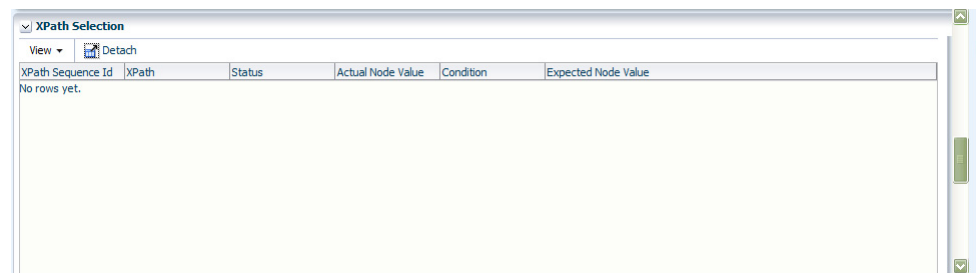 XPath Selection
View Detach
XPath Sequence Id XPath Status Actual Node Value Condition Expected Node Value
No rows yet.